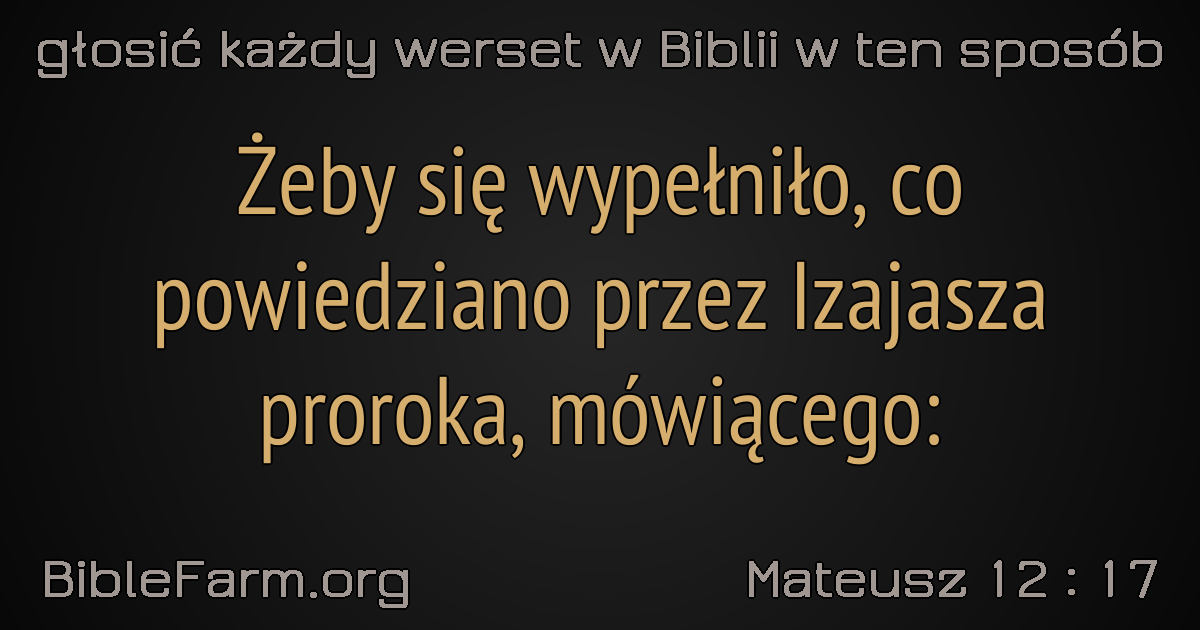 głosić każdy werset w Biblii w ten sposób
Żeby się wypełniło, co
powiedziano przez Izajasza
proroka, mówiącego:
BibleFarm.org
Mateusz 12 : 17